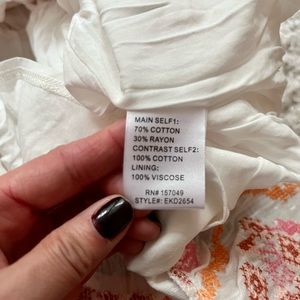 MAIN SELF1:
70% COTTON
30% RAYON
CONTRAST SELF2:
100% COTTON
LINING:
100% VISCOSE
RN# 157049
STYLE#: EKD2654